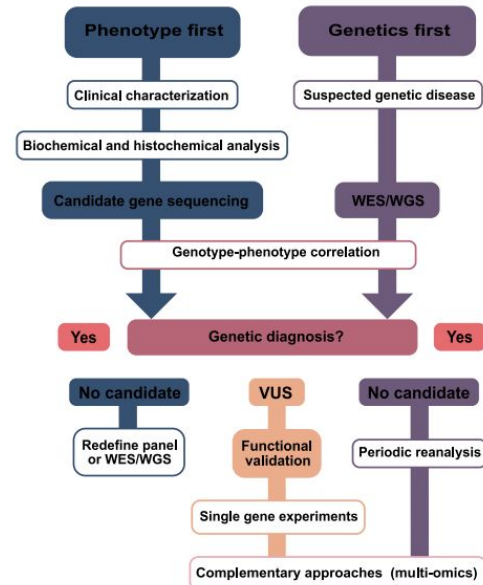 Phenotype first
Genetics first
Clinical characterization
Suspected genetic disease
Biochemical and histochemical analysis
Candidate gene sequencing
WES/WGS
Genotype-phenotype correlation
Yes
Genetic diagnosis?
Yes
No candidate
VUS
No candidate
Redefine panel
or WES/WGS
Functional
validation
Periodic reanalysis
Single gene experiments
Complementary approaches (multi-omics)